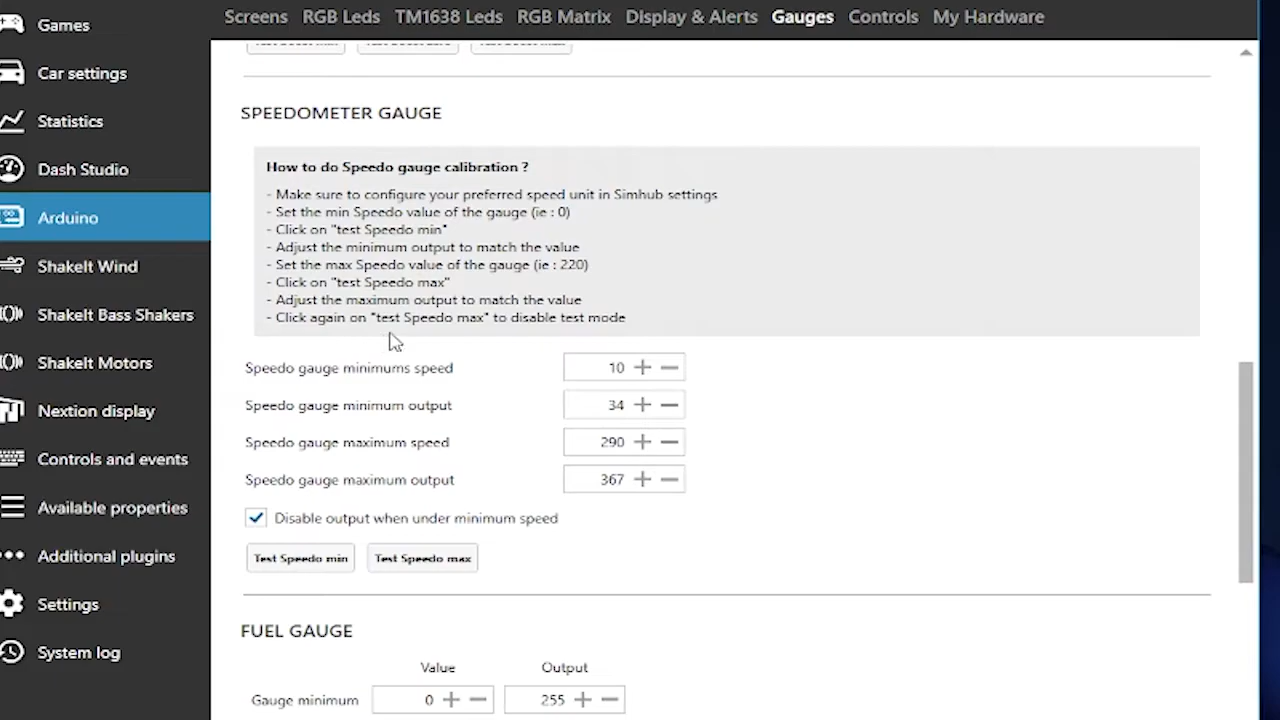 Screens RGB Leds TM1638 Leds RGB Matrix Display & Alerts Gauges Controls My Hardware
Games
Car settings
Statistics
Dash Studio
Arduino
ShakeIt Wind
ShakeIt Bass Shakers
ShakeIt Motors
Nextion display
Controls and events
Available properties
Additional plugins
Settings
System log
SPEEDOMETER GAUGE
How to do Speedo gauge calibration ?
- Make sure to configure your preferred speed unit in Simhub settings
- Set the min Speedo value of the gauge (ie : 0)
- Click on "test Speedo min"
- Adjust the minimum output to match the value
- Set the max Speedo value of the gauge (ie : 220)
- Click on "test Speedo max"
- Adjust the maximum output to match the value
- Click again on "test Speedo max" to disable test mode
Speedo gauge minimums speed 10
Speedo gauge minimum output 34
Speedo gauge maximum speed 290
Speedo gauge maximum output 367
Disable output when under minimum speed
Test Speedo min Test Speedo max
FUEL GAUGE
Value Output
Gauge minimum 0 255